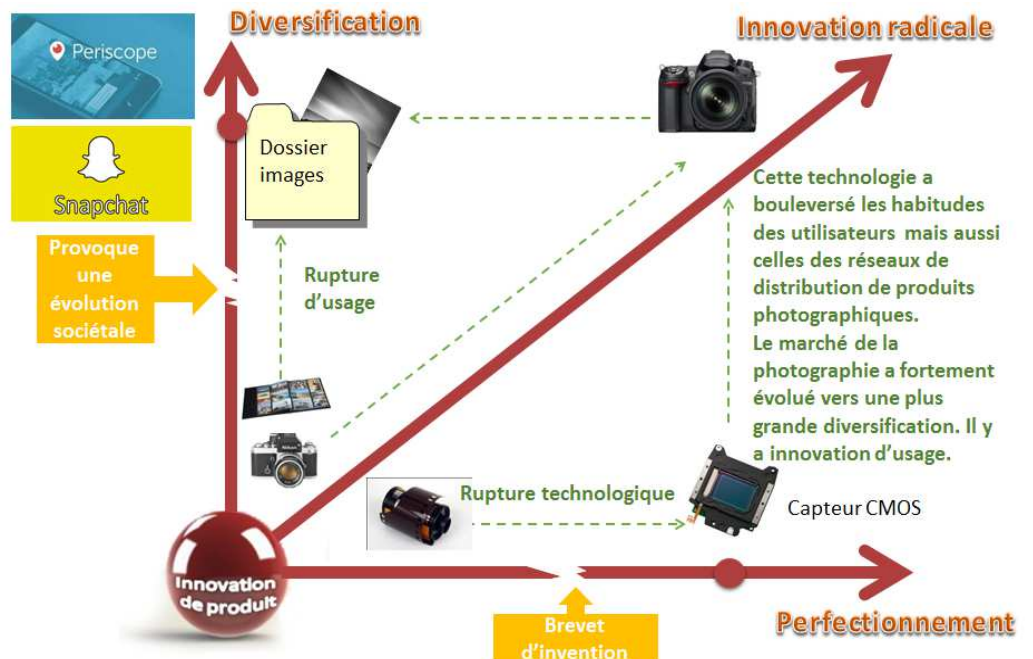 Diversification
Innovation radicale
Periscope
Snapchat
Dossier
images
Provoque
une
évolution
sociétale
Rupture
d'usage
Cette technologie a
bouleversé les habitudes
des utilisateurs mais aussi
celles des réseaux de
distribution de produits
photographiques.
Le marché de la
photographie a fortement
évolué vers une plus
grande diversification. Il y
a innovation d'usage.
Rupture technologique
Capteur CMOS
Innovation
de produit
Brevet
d'invention
Perfectionnement